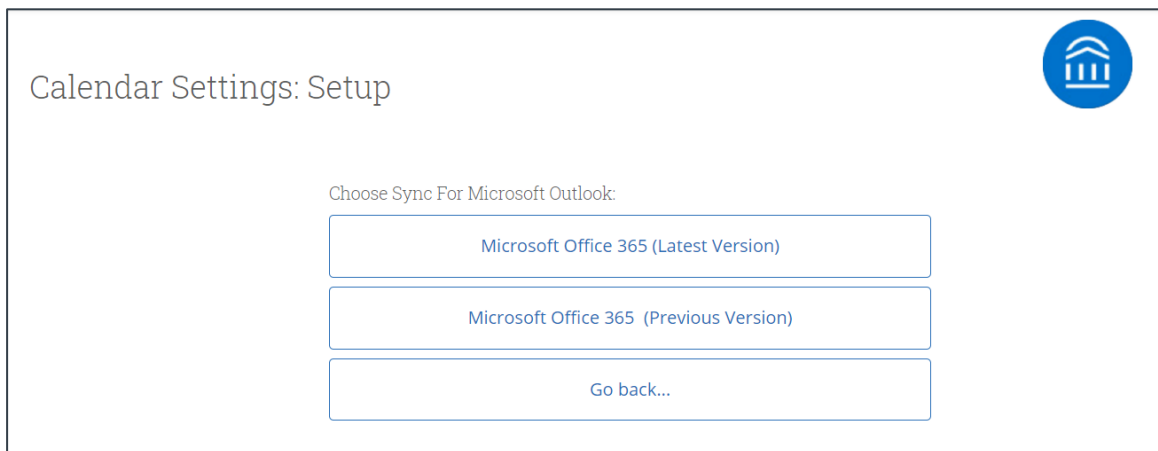 Calendar Settings: Setup
Choose Sync For Microsoft Outlook:
Microsoft Office 365 (Latest Version)
Microsoft Office 365  (Previous Version)
Go back...